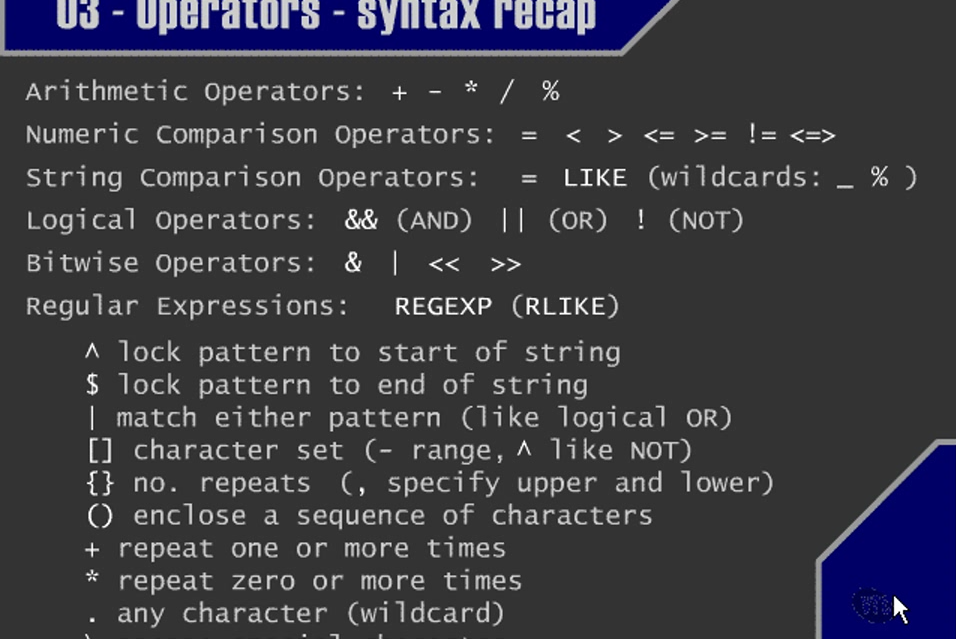 03 - Operators - syntax recap
Arithmetic Operators: + - * / %
Numeric Comparison Operators: = < > <= >= != <=>
String Comparison Operators: = LIKE (wildcards: _ % )
Logical Operators: && (AND) || (OR) ! (NOT)
Bitwise Operators: & | << >>
Regular Expressions: REGEXP (RLIKE)
^ lock pattern to start of string
$ lock pattern to end of string
| match either pattern (like logical OR)
[] character set (- range, ^ like NOT)
{} no. repeats (, specify upper and lower)
() enclose a sequence of characters
+ repeat one or more times
* repeat zero or more times
. any character (wildcard)